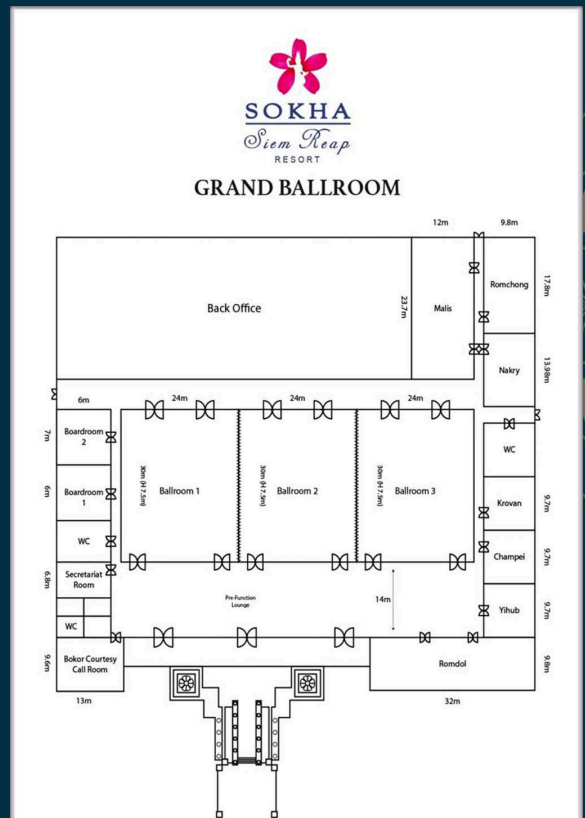 SOKHA
Siem Reap
RESORT
GRAND BALLROOM
12m
9.8m
Back Office
23.7m
Malis
Romchong
17.8m
Nakry
13.98m
6m
24m
24m
24m
7m
Boardroom
2
WC
6m
Boardroom
1
30m (H 7.5m)
Ballroom 1
30m (H 7.5m)
Ballroom 2
30m (H 7.5m)
Ballroom 3
Krovan
9.7m
WC
Champei
9.7m
6.8m
Secretariat
Room
Pre-Function
Lounge
14m
Yihub
9.7m
WC
9.6m
Bokor Courtesy
Call Room
Romdol
9.8m
13m
32m